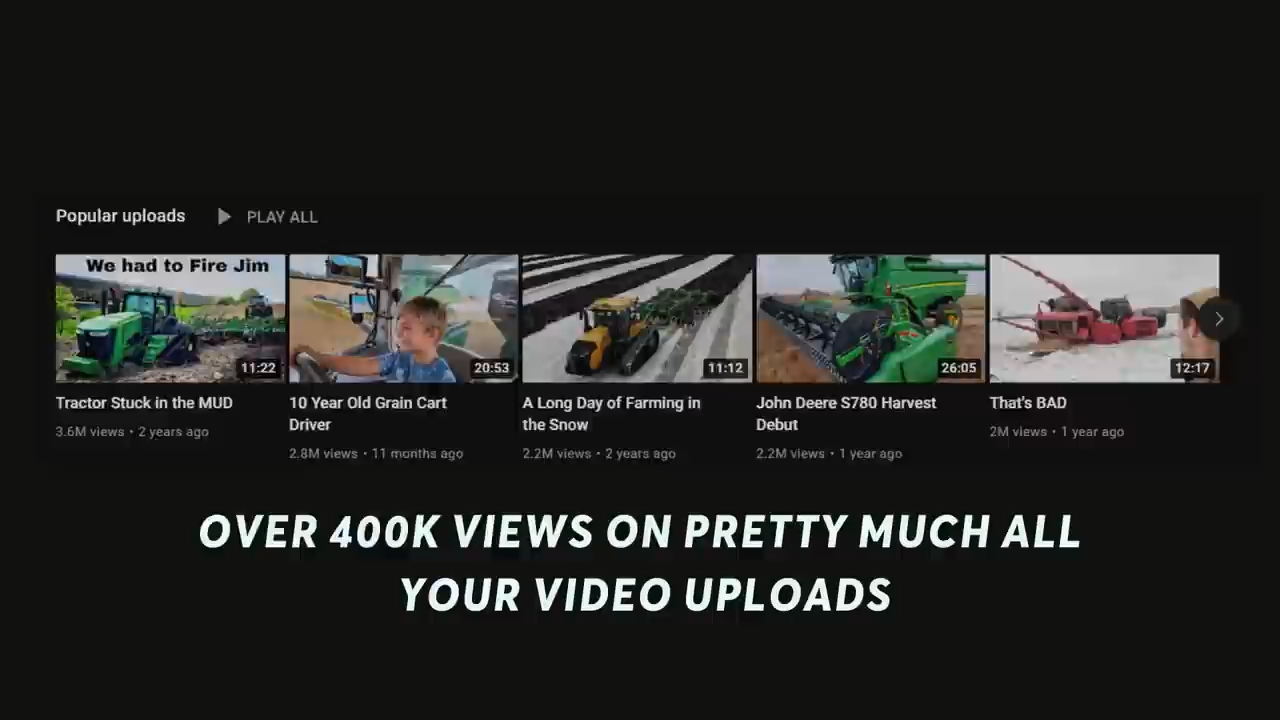 Popular uploads
PLAY ALL
We had to Fire Jim
11:22
20:53
11:12
26:05
12:17
Tractor Stuck in the MUD
3.6M views • 2 years ago
10 Year Old Grain Cart
Driver
2.8M views • 11 months ago
A Long Day of Farming in
the Snow
2.2M views • 2 years ago
John Deere S780 Harvest
Debut
2.2M views • 1 year ago
That's BAD
2M views • 1 year ago
OVER 400K VIEWS ON PRETTY MUCH ALL
YOUR VIDEO UPLOADS